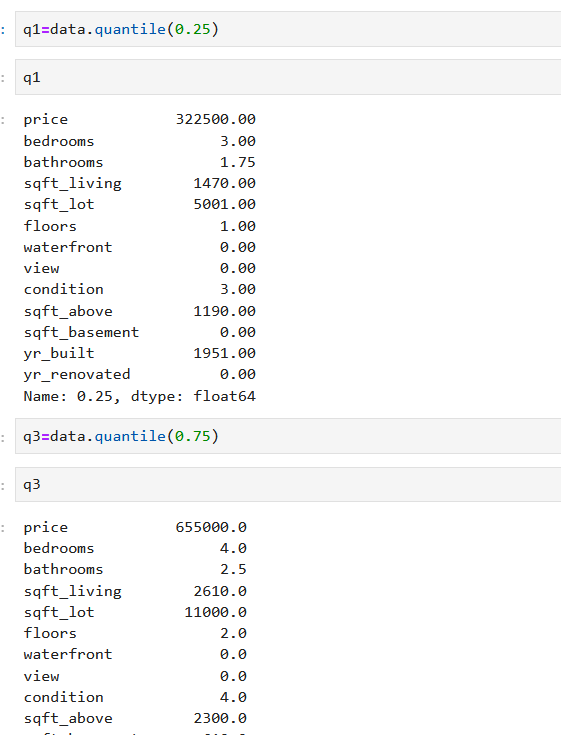 : q1=data.quantile(0.25)
: q1
: price 322500.00
bedrooms 3.00
bathrooms 1.75
sqft_living 1470.00
sqft_lot 5001.00
floors 1.00
waterfront 0.00
view 0.00
condition 3.00
sqft_above 1190.00
sqft_basement 0.00
yr_built 1951.00
yr_renovated 0.00
Name: 0.25, dtype: float64
: q3=data.quantile(0.75)
: q3
: price 655000.0
bedrooms 4.0
bathrooms 2.5
sqft_living 2610.0
sqft_lot 11000.0
floors 2.0
waterfront 0.0
view 0.0
condition 4.0
sqft_above 2300.0